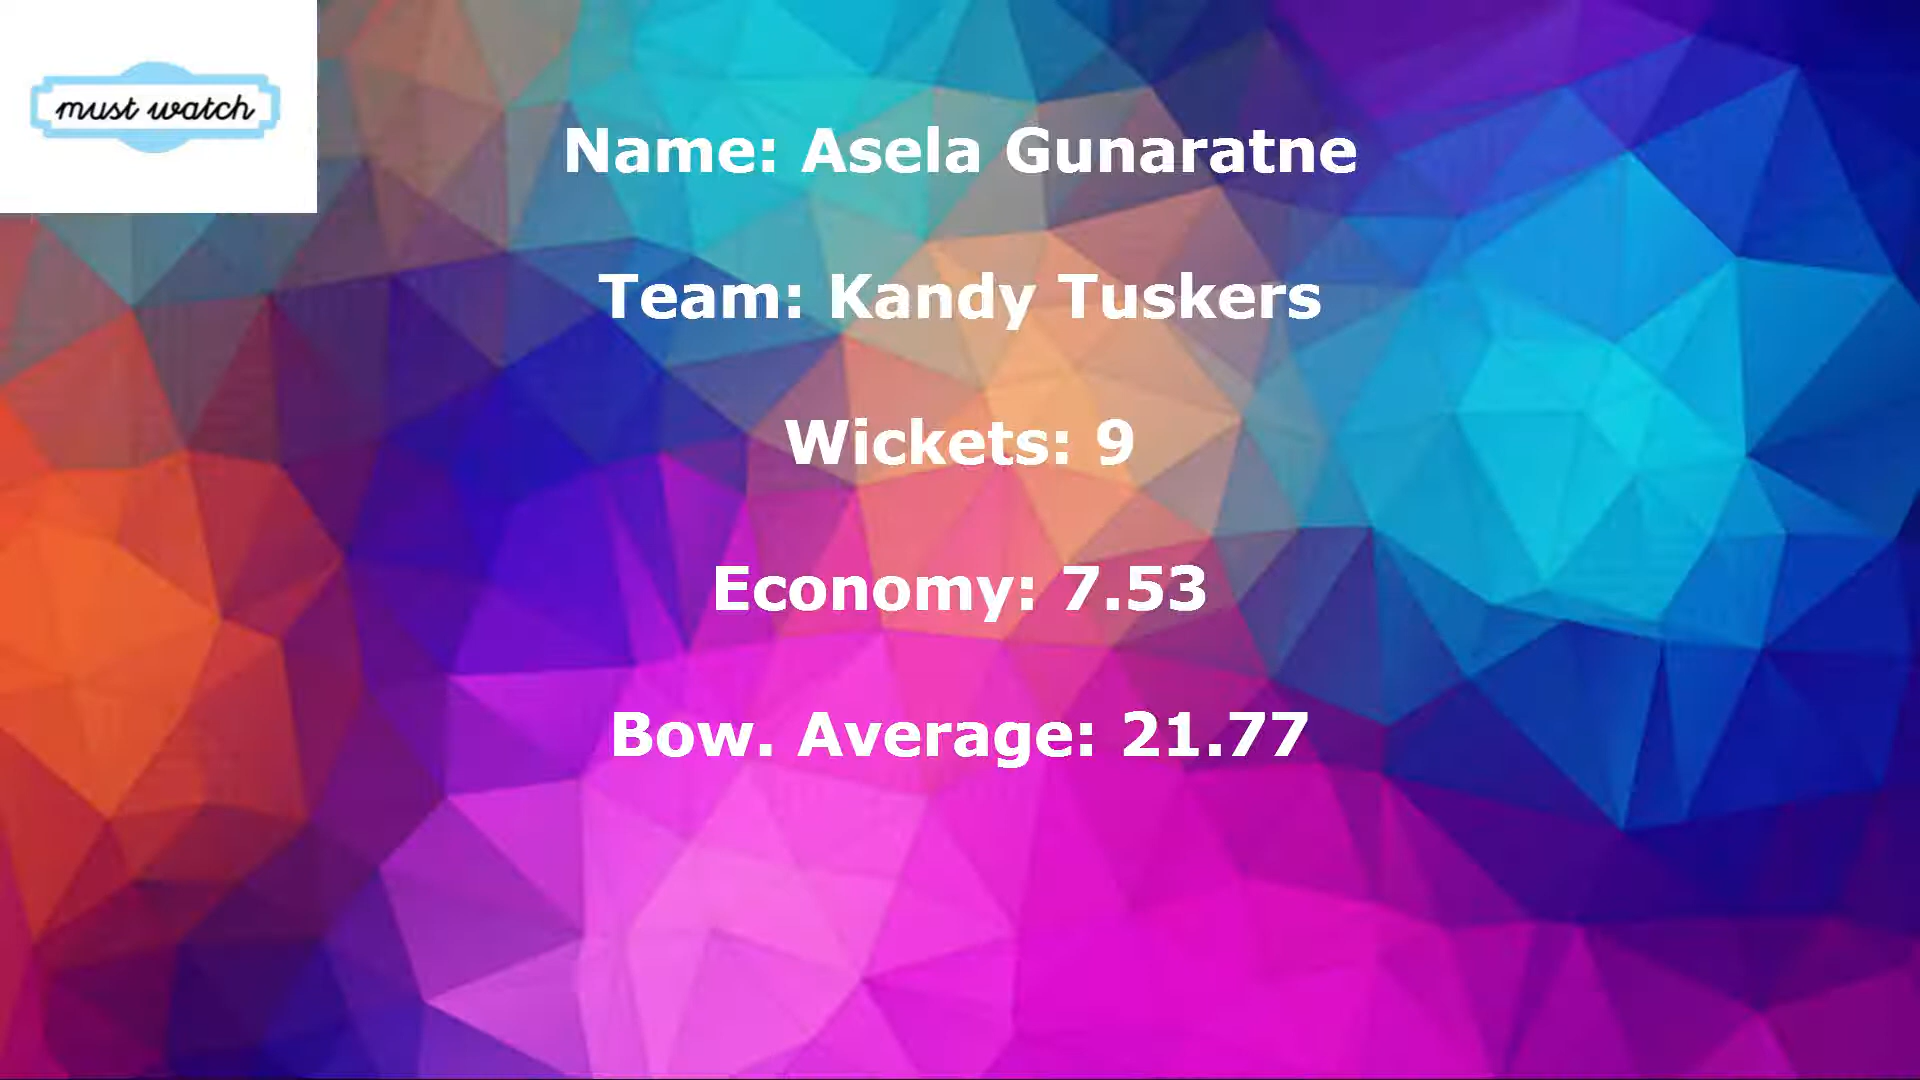 must watch
Name: Asela Gunaratne
Team: Kandy Tuskers
Wickets: 9
Economy: 7.53
Bow. Average: 21.77